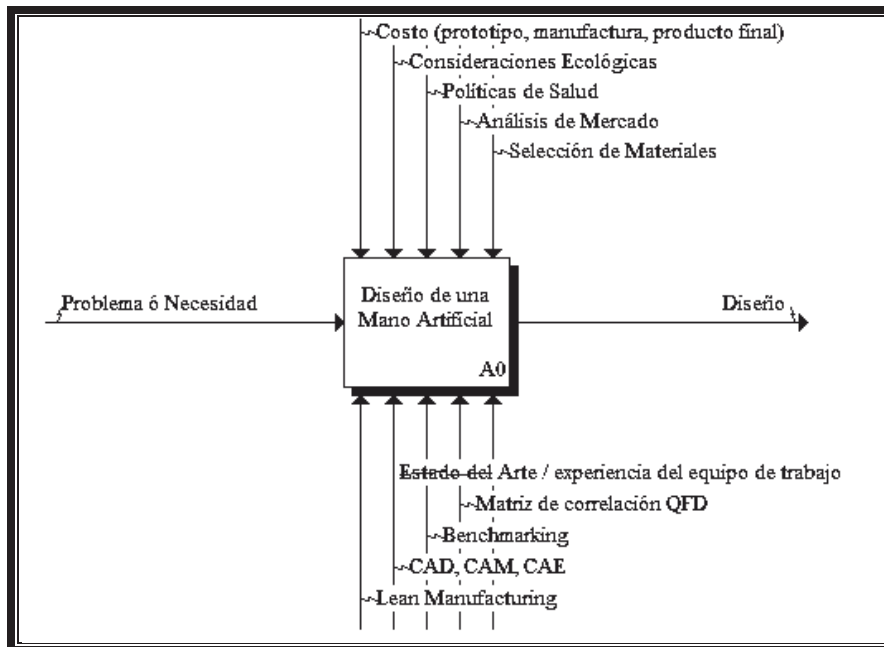 Costo (prototipo, manufactura, producto final)
Consideraciones Ecológicas
Políticas de Salud
Análisis de Mercado
Selección de Materiales
Problema ó Necesidad
Diseño de una
Mano Artificial
A0
Diseño
Estado del Arte / experiencia del equipo de trabajo
Matriz de correlación QFD
Benchmarking
CAD, CAM, CAE
Lean Manufacturing